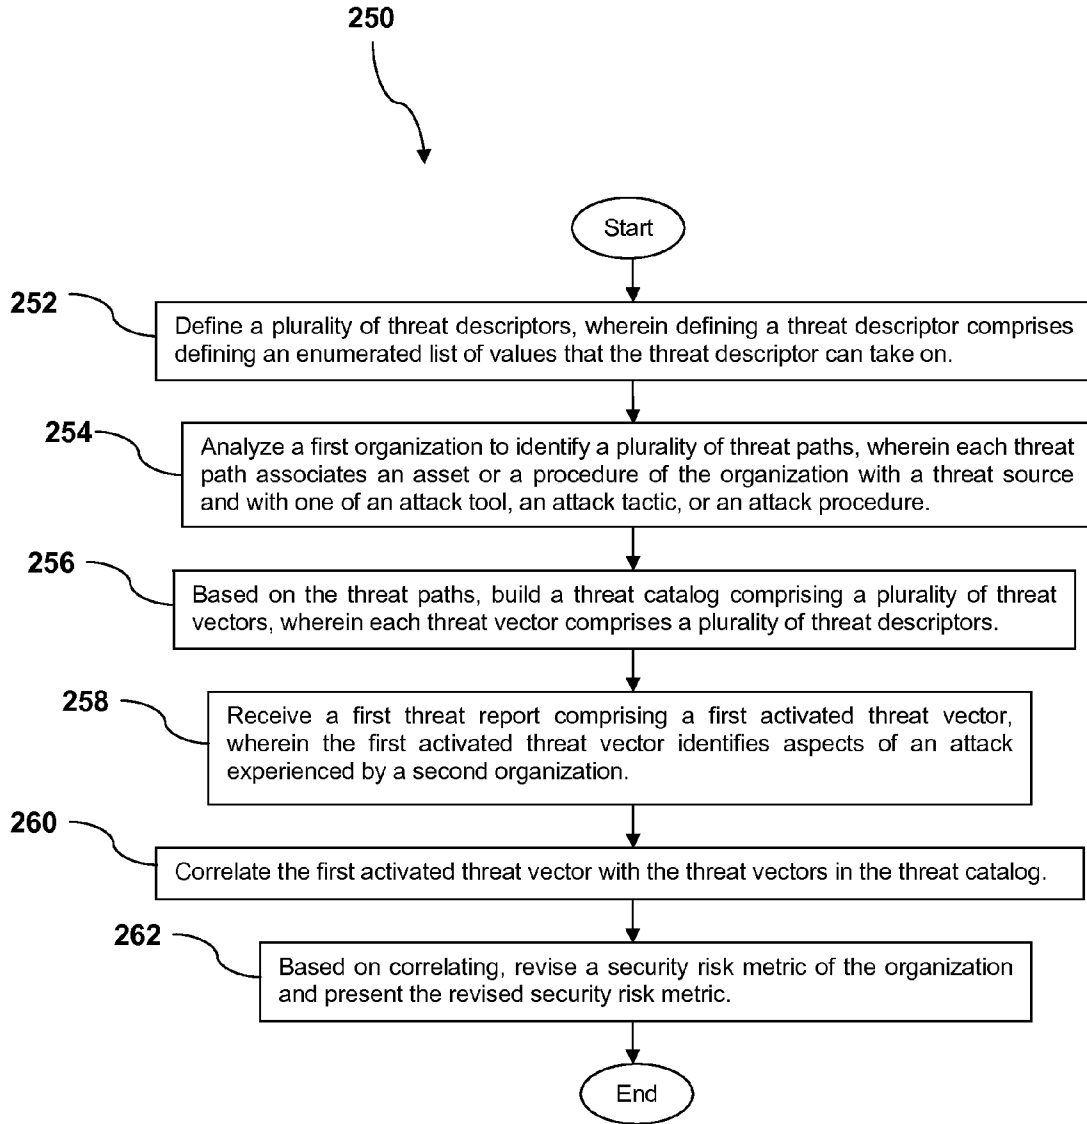 250
Start
252
Define a plurality of threat descriptors, wherein defining a threat descriptor comprises
defining an enumerated list of values that the threat descriptor can take on.
254
Analyze a first organization to identify a plurality of threat paths, wherein each threat
path associates an asset or a procedure of the organization with a threat source
and with one of an attack tool, an attack tactic, or an attack procedure.
256
Based on the threat paths, build a threat catalog comprising a plurality of threat
vectors, wherein each threat vector comprises a plurality of threat descriptors.
258
Receive a first threat report comprising a first activated threat vector,
wherein the first activated threat vector identifies aspects of an attack
experienced by a second organization.
260
Correlate the first activated threat vector with the threat vectors in the threat catalog.
262
Based on correlating, revise a security risk metric of the organization
and present the revised security risk metric.
End